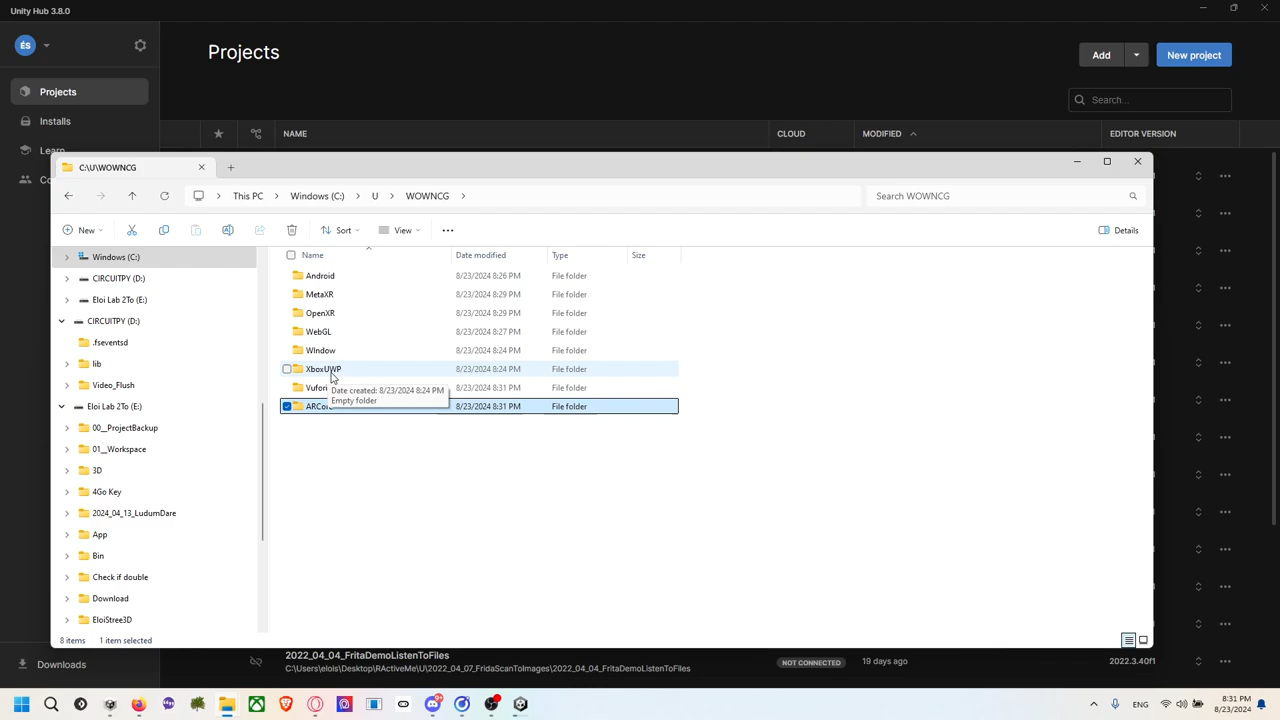 Unity Hub 3.8.0
ÉS
Projects
Add
New project
Projects
Search...
Installs
NAME
CLOUD
MODIFIED
EDITOR VERSION
Learn
C:\U\WOWNCG
This PC > Windows (C:) > U > WOWNCG >
Search WOWNCG
New
Sort
View
Details
Name
Date modified
Type
Size
Windows (C:)
CIRCUITPY (D:)
Eloi Lab 2To (E:)
CIRCUITPY (D:)
.fseventsd
lib
Video_Flush
Eloi Lab 2To (E:)
00__ProjectBackup
01__Workspace
3D
4Go Key
2024_04_13_LudumDare
App
Bin
Check if double
Download
EloiStree3D
Android 8/23/2024 8:26 PM File folder
MetaXR 8/23/2024 8:29 PM File folder
OpenXR 8/23/2024 8:29 PM File folder
WebGL 8/23/2024 8:27 PM File folder
WIndow 8/23/2024 8:24 PM File folder
XboxUWP 8/23/2024 8:24 PM File folder
Vufori 8/23/2024 8:31 PM File folder
Date created: 8/23/2024 8:24 PM
Empty folder
ARCo 8/23/2024 8:31 PM File folder
8 items 1 item selected
2022_04_04_FritaDemoListenToFiles
C:\Users\elois\Desktop\RActiveMe\U\2022_04_07_FridaScanToImages\2022_04_04_FritaDemoListenToFiles
NOT CONNECTED
19 days ago
2022.3.40f1
Downloads
9+
ENG
8:31 PM
8/23/2024